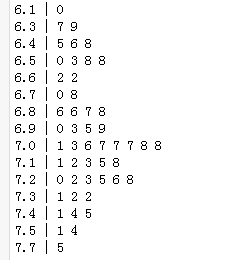 6.1 | 0
6.3 | 7 9
6.4 | 5 6 8
6.5 | 0 3 8 8
6.6 | 2 2
6.7 | 0 8
6.8 | 6 6 7 8
6.9 | 0 3 5 9
7.0 | 1 3 6 7 7 7 8 8
7.1 | 1 2 3 5 8
7.2 | 0 2 3 5 6 8
7.3 | 1 2 2
7.4 | 1 4 5
7.5 | 1 4
7.7 | 5